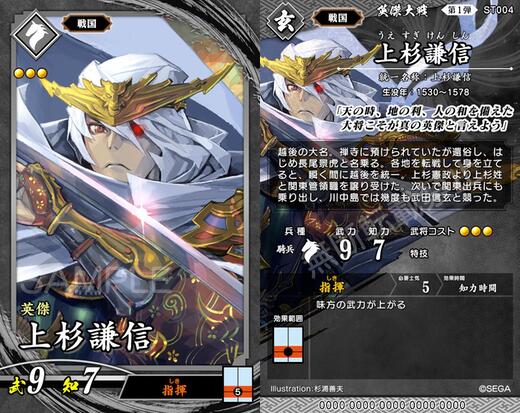 戦国
SAMPLE
英傑
上杉謙信
武9 知7
しき
指揮
5
玄
戦国
英傑大戦
第1弾
ST004
うえ すぎ けん しん
上杉謙信
統一名称:上杉謙信
生没年/1530~1578
「天の時、地の利、人の和を備えた
大将こそが真の英傑と言えよう」
越後の大名。禅寺に預けられていたが還俗し、は
じめ長尾景虎と名乗る。各地を転戦して身を立て
ると、瞬く間に越後を統一。上杉憲政より上杉姓
と関東管領職を譲り受けた。次いで関東出兵にも
乗り出し、川中島では幾度も武田信玄と競った。
兵種 武力 知力 武将コスト
騎兵 9 7 特技
しき
指揮
必要士気
5
効果時間
知力時間
味方の武力が上がる
効果範囲
Illustration:杉浦善夫
©SEGA
0000-0000-0000-0000-0000